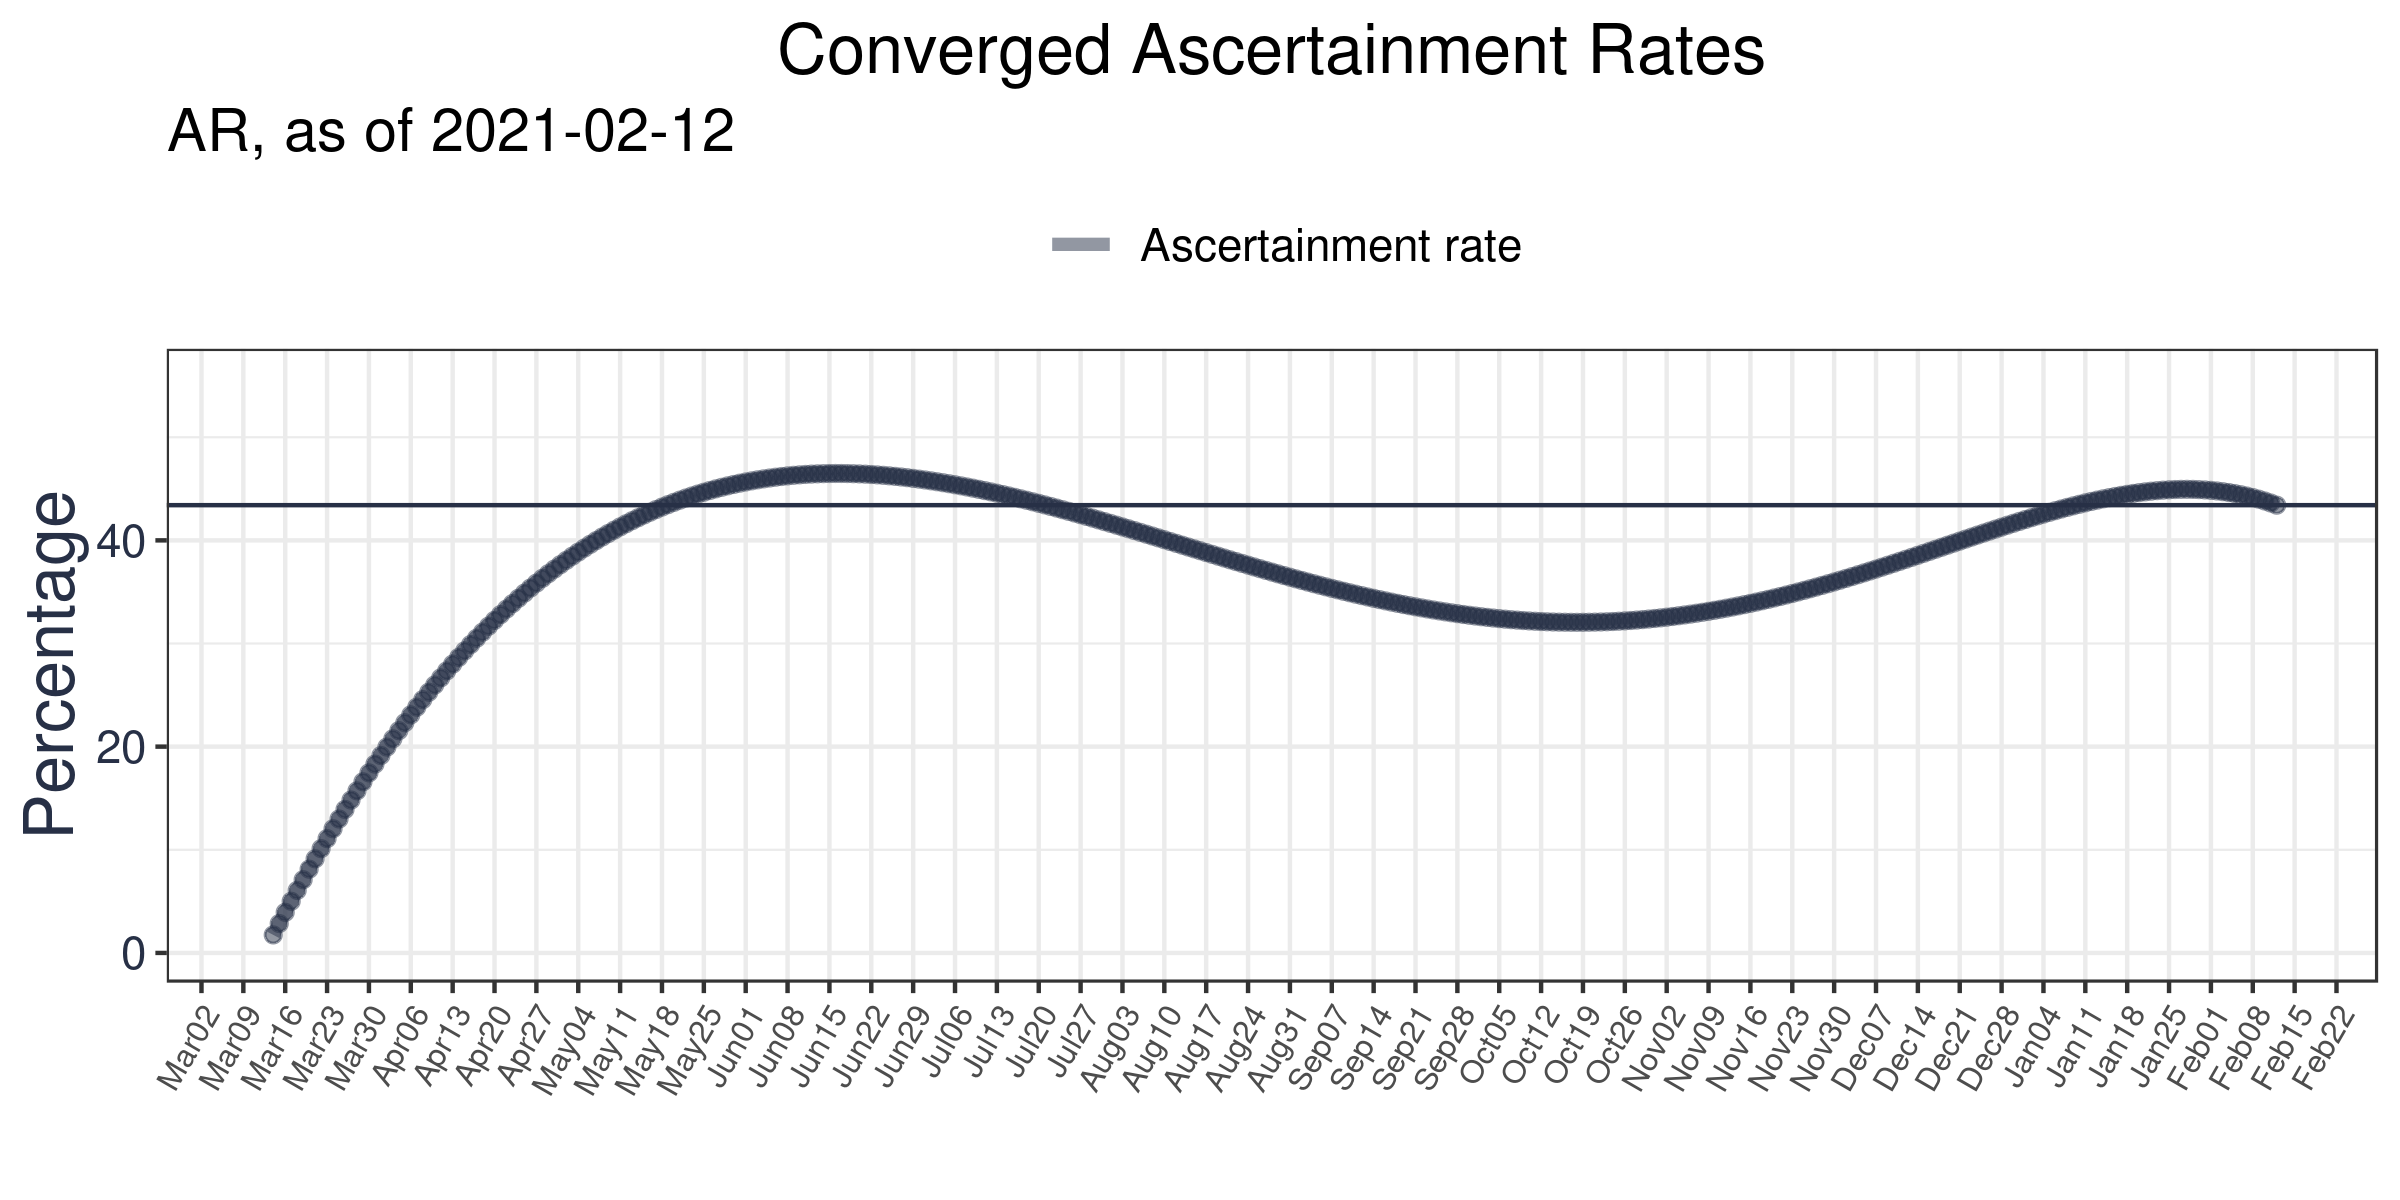 Converged Ascertainment Rates
AR, as of 2021-02-12
Ascertainment rate
Percentage
40
20
0
Mar02
Mar09
Mar16
Mar23
Mar30
Apr06
Apr13
Apr20
Apr27
May04
May11
May18
May25
Jun01
Jun08
Jun15
Jun22
Jun29
Jul06
Jul13
Jul20
Jul27
Aug03
Aug10
Aug17
Aug24
Aug31
Sep07
Sep14
Sep21
Sep28
Oct05
Oct12
Oct19
Oct26
Nov02
Nov09
Nov16
Nov23
Nov30
Dec07
Dec14
Dec21
Dec28
Jan04
Jan11
Jan18
Jan25
Feb01
Feb08
Feb15
Feb22